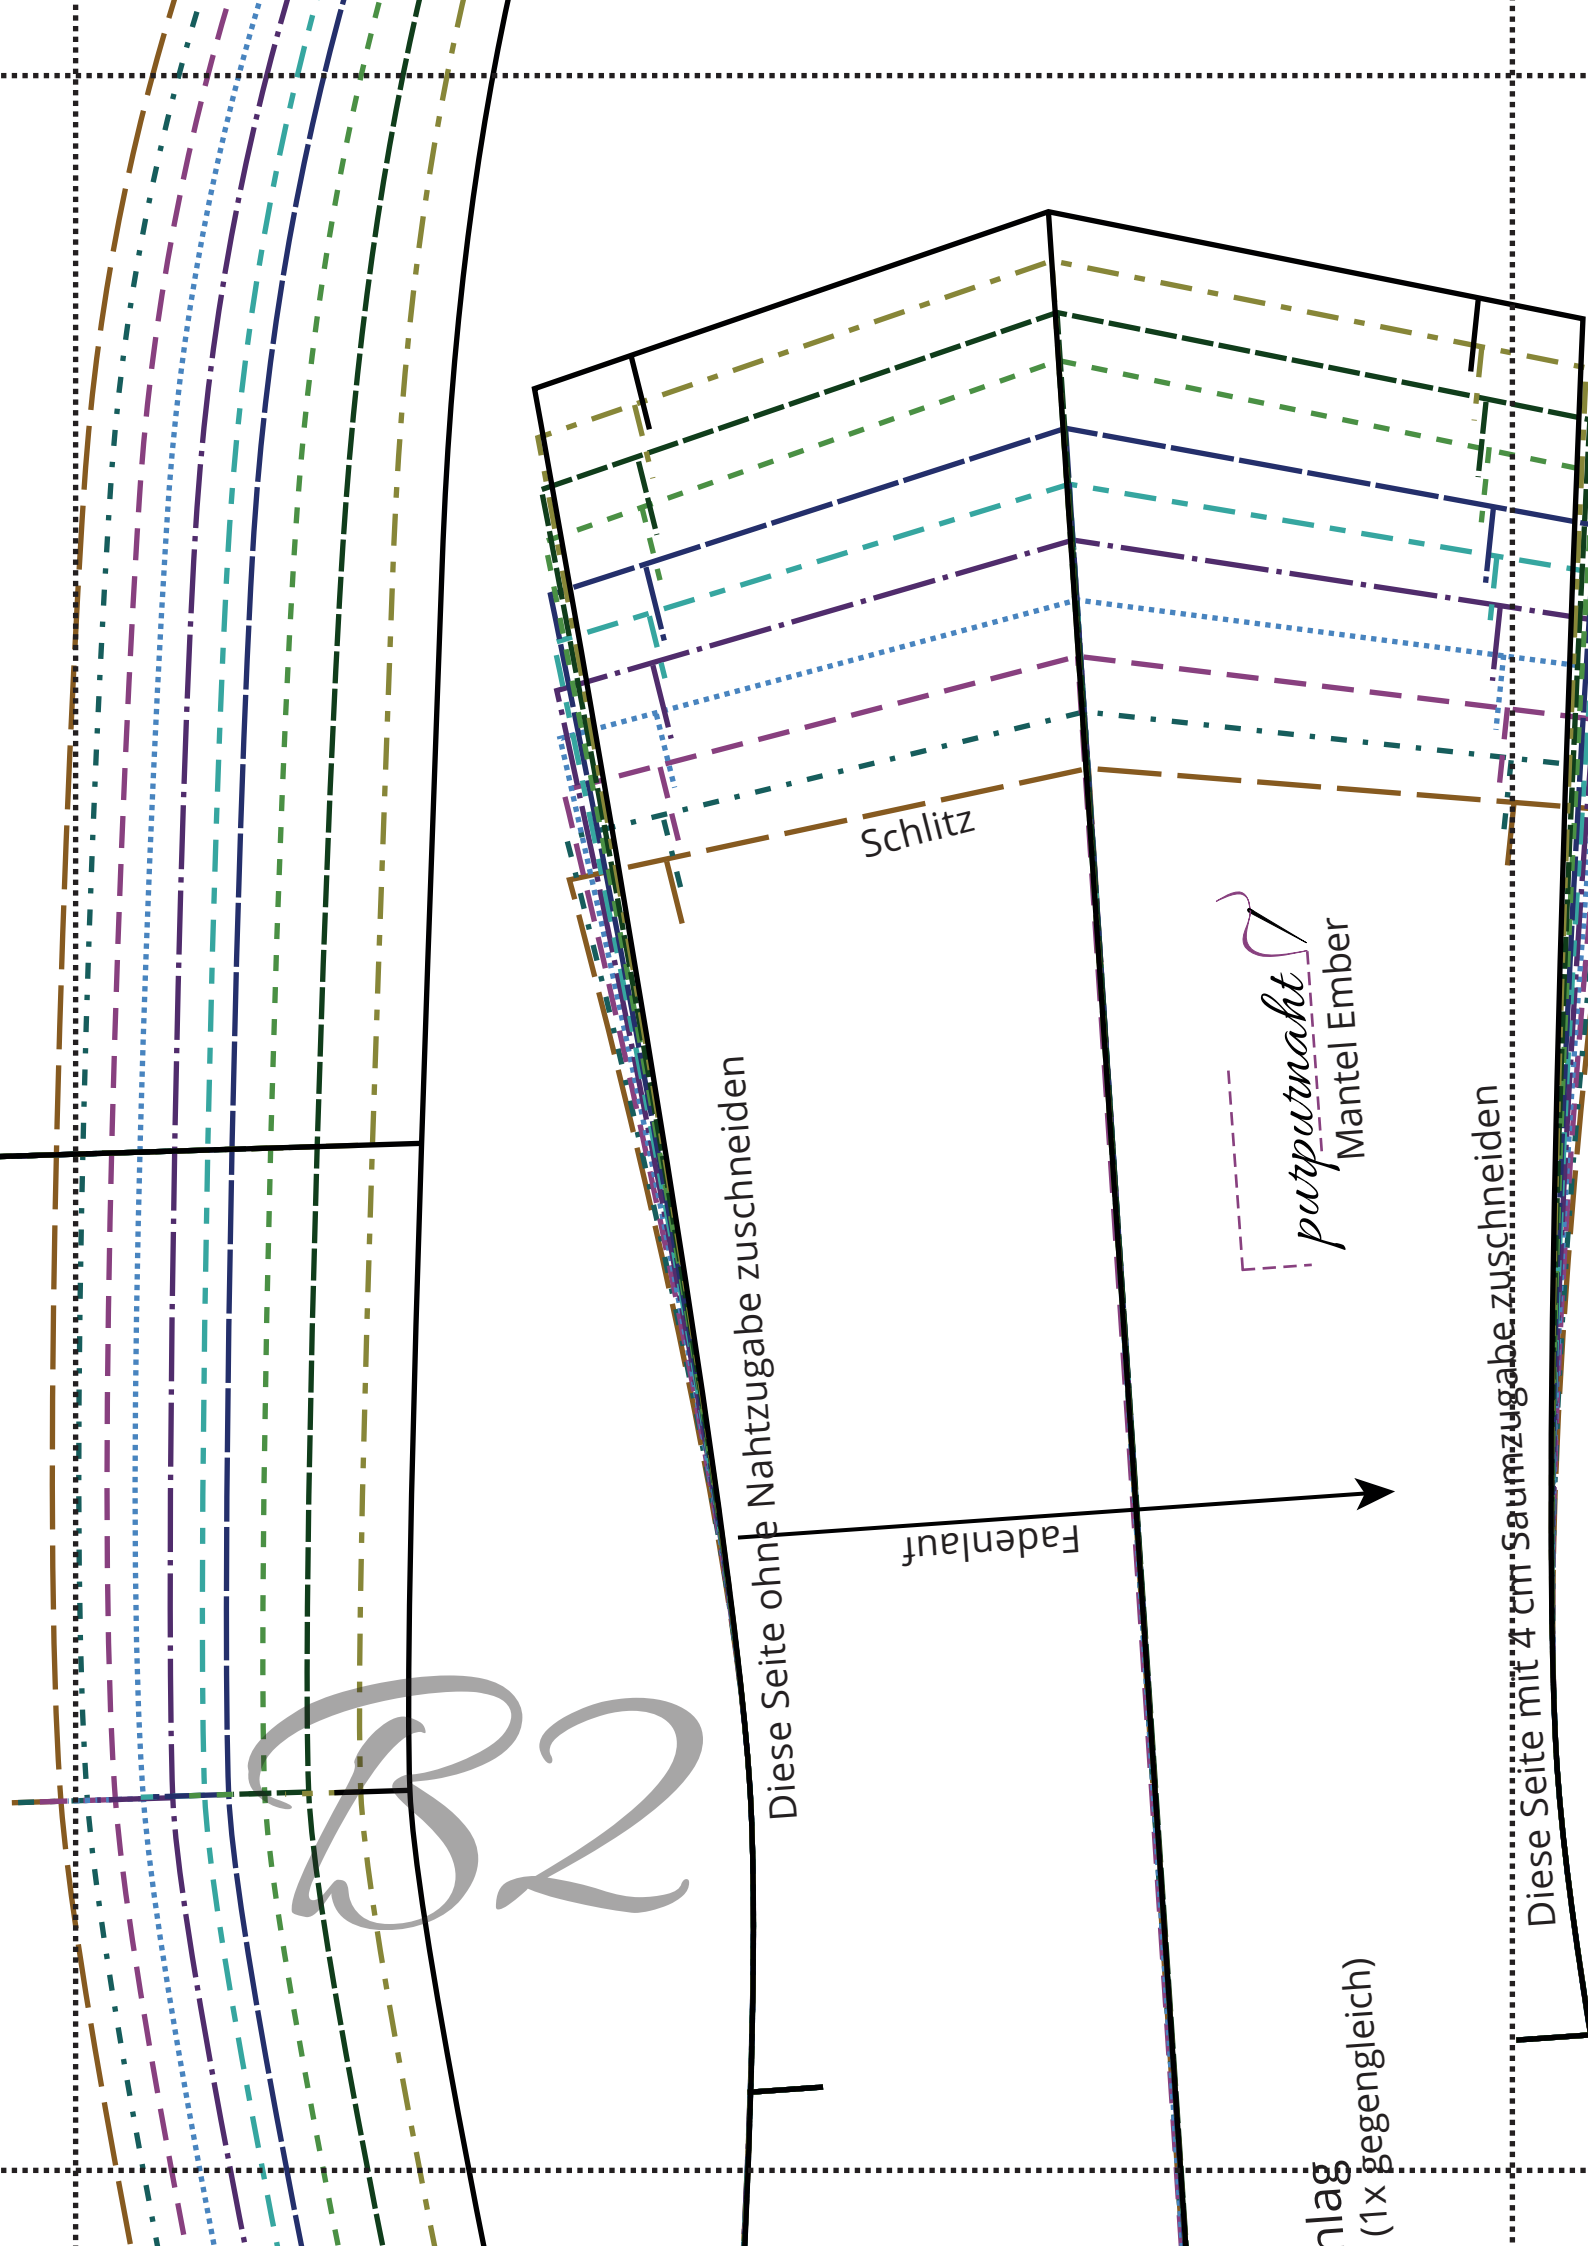 Schlitz
purpurnaht
Mantel Ember
Diese Seite ohne Nahtzugabe zuschneiden
Diese Seite mit 4 cm Saumzugabe zuschneiden
Fadenlauf
B2
hlag
(1x gegengleich)